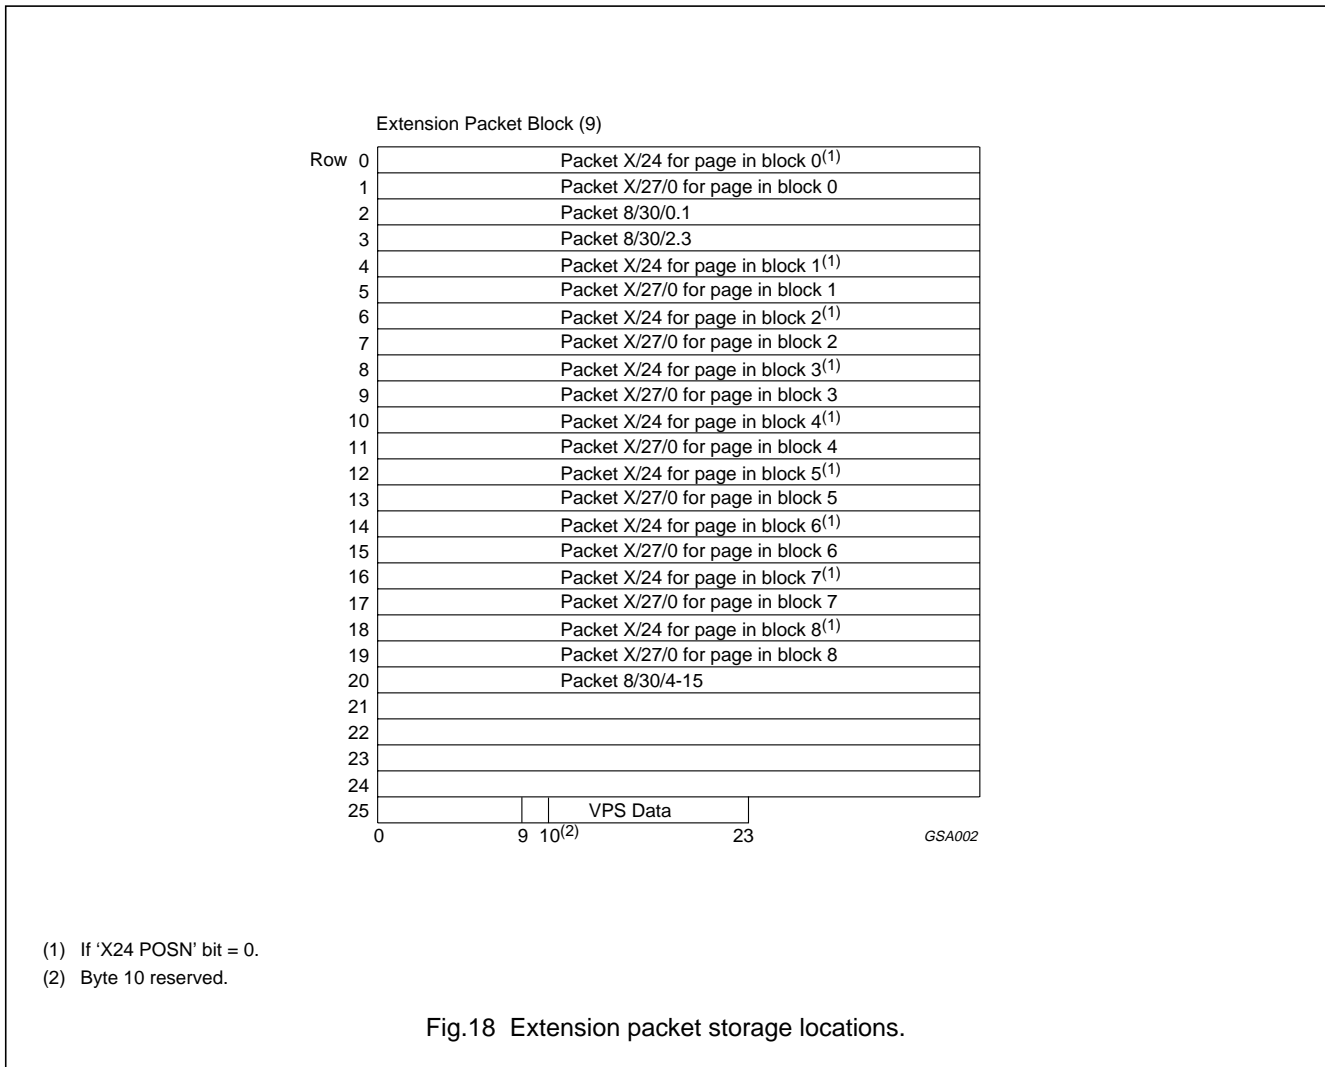 Extension Packet Block (9)
Row 0 Packet X/24 for page in block 0(1)
1 Packet X/27/0 for page in block 0
2 Packet 8/30/0.1
3 Packet 8/30/2.3
4 Packet X/24 for page in block 1(1)
5 Packet X/27/0 for page in block 1
6 Packet X/24 for page in block 2(1)
7 Packet X/27/0 for page in block 2
8 Packet X/24 for page in block 3(1)
9 Packet X/27/0 for page in block 3
10 Packet X/24 for page in block 4(1)
11 Packet X/27/0 for page in block 4
12 Packet X/24 for page in block 5(1)
13 Packet X/27/0 for page in block 5
14 Packet X/24 for page in block 6(1)
15 Packet X/27/0 for page in block 6
16 Packet X/24 for page in block 7(1)
17 Packet X/27/0 for page in block 7
18 Packet X/24 for page in block 8(1)
19 Packet X/27/0 for page in block 8
20 Packet 8/30/4-15
21
22
23
24
25 VPS Data
0 9 10(2) 23 GSA002
(1) If ‘X24 POSN’ bit = 0.
(2) Byte 10 reserved.
Fig.18 Extension packet storage locations.